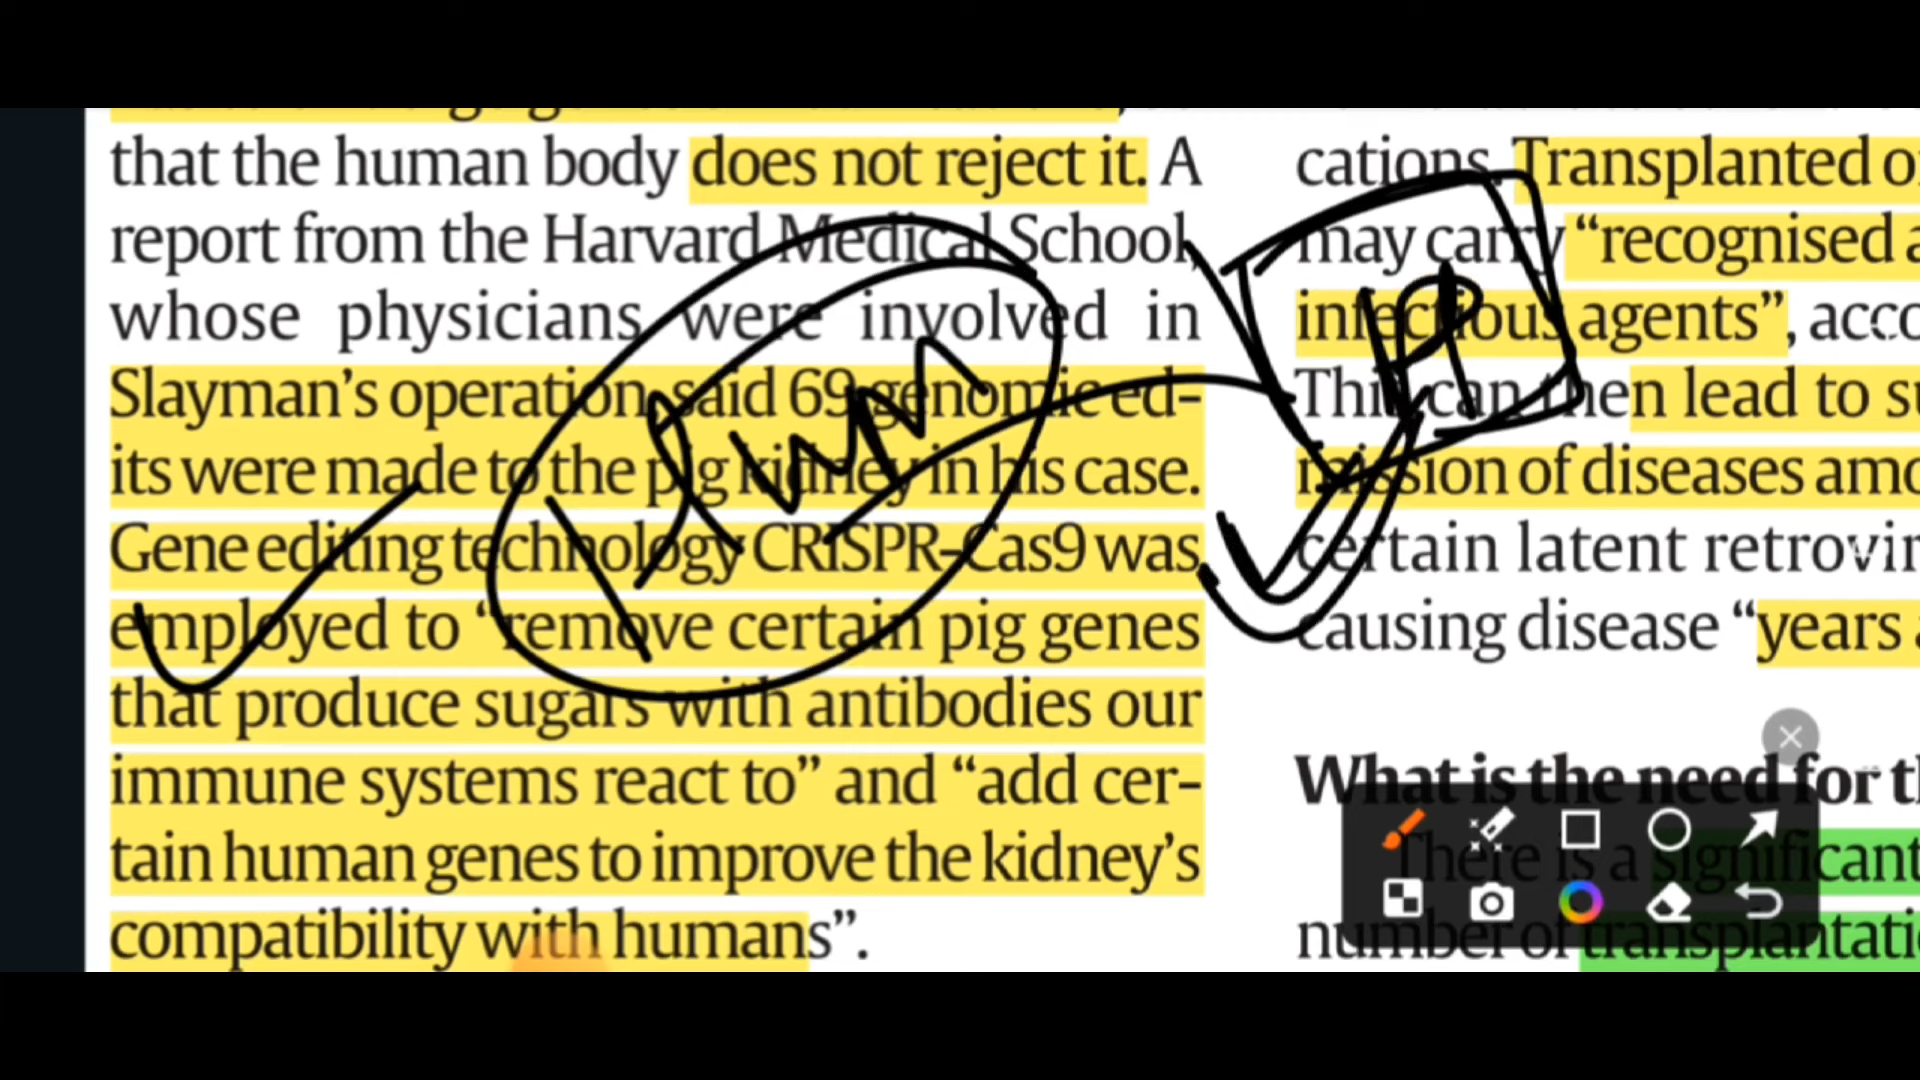 that the human body does not reject it. A
report from the Harvard Medical School,
whose physicians were involved in
Slayman's operation, said 69 genomic ed-
its were made to the pig kidney in his case.
Gene editing technology CRISPR-Cas9 was
employed to “remove certain pig genes
that produce sugars with antibodies our
immune systems react to” and “add cer-
tain human genes to improve the kidney’s
compatibility with humans”.
cations. Transplanted
may carry “recognised
infectious agents”,
This can then lead to
mission of diseases
certain latent
causing disease “years
What is the need for
There is a significant
number of